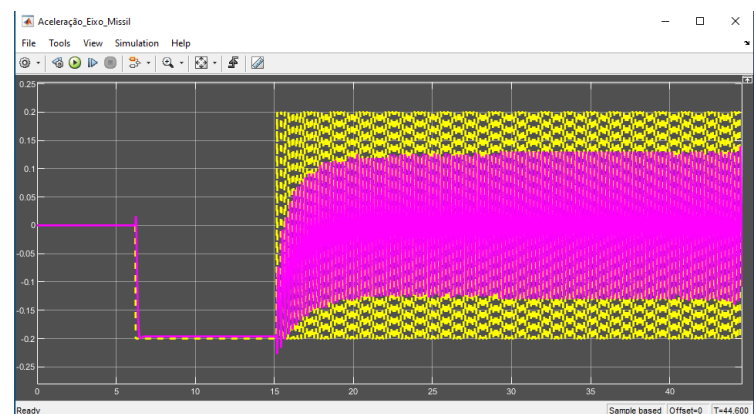 Aceleração_Eixo_Missil
File Tools View Simulation Help
0.25
0.2
0.15
0.1
0.05
0
-0.05
-0.1
-0.15
-0.2
-0.25
0 5 10 15 20 25 30 35 40
Ready Sample based Offset=0 T=44.600